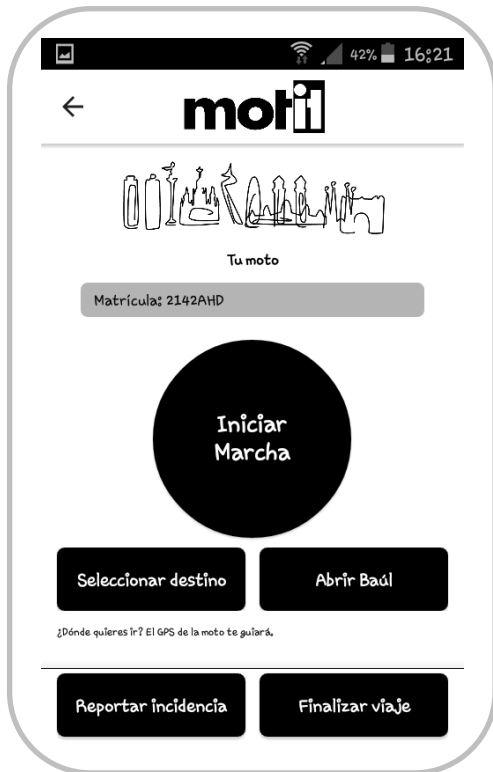 42% 16:21
motit
Tu moto
Matrícula: 2142AHD
Iniciar
Marcha
Seleccionar destino
Abrir Baúl
¿Dónde quieres ir? El GPS de la moto te guiará.
Reportar incidencia
Finalizar viaje